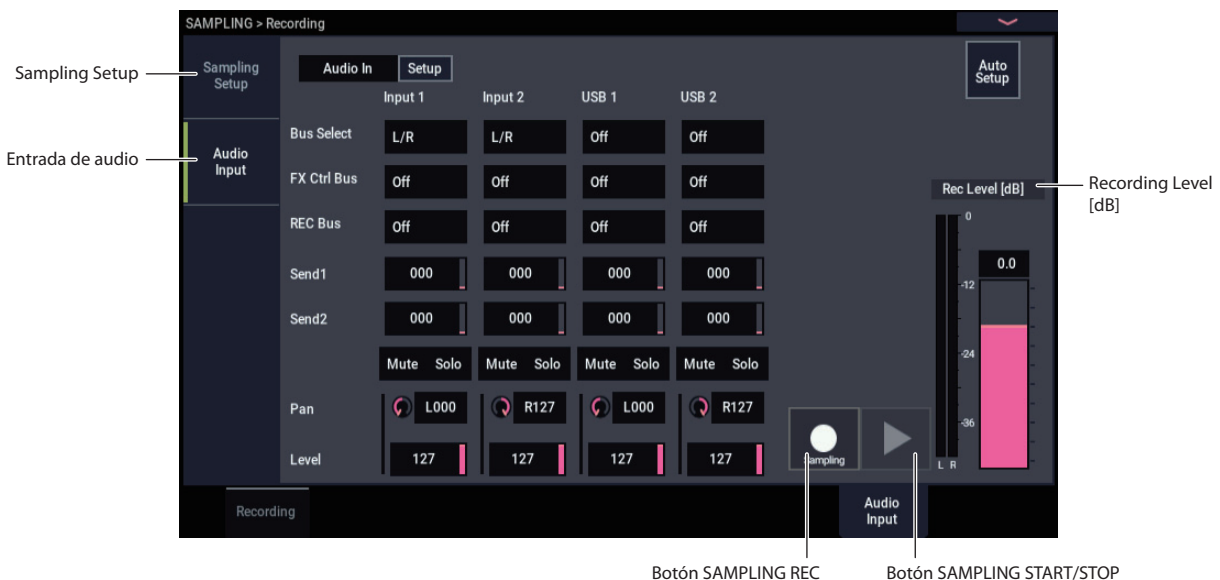 SAMPLING > Recording
Sampling Setup
Entrada de audio
Sampling
Setup
Audio
Input
Audio In Setup
Auto
Setup
Input 1 Input 2 USB 1 USB 2
Bus Select L/R L/R Off Off
FX Ctrl Bus Off Off Off Off
REC Bus Off Off Off Off
Send1 000 000 000 000
Send2 000 000 000 000
Mute Solo Mute Solo Mute Solo Mute Solo
Pan L000 R127 L000 R127
Level 127 127 127 127
Sampling
Rec Level [dB]
0
-12
-24
-36
L R
0.0
Recording Level
[dB]
Recording
Audio
Input
Botón SAMPLING REC
Botón SAMPLING START/STOP